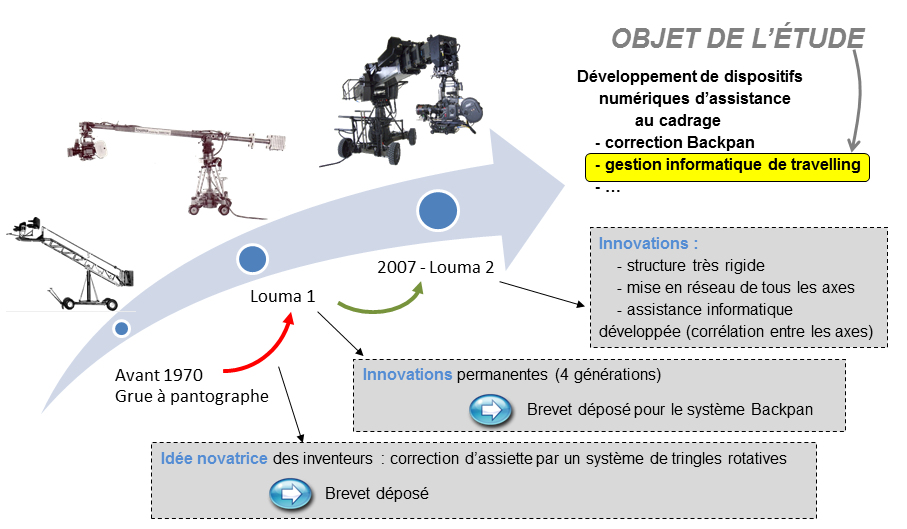 OBJET DE L'ÉTUDE
Développement de dispositifs
numériques d'assistance
au cadrage
- correction Backpan
- gestion informatique de travelling
- ...
2007 - Louma 2
Louma 1
Avant 1970
Grue à pantographe
Innovations :
- structure très rigide
- mise en réseau de tous les axes
- assistance informatique
développée (corrélation entre les axes)
Innovations permanentes (4 générations)
Brevet déposé pour le système Backpan
Idée novatrice des inventeurs : correction d'assiette par un système de tringles rotatives
Brevet déposé